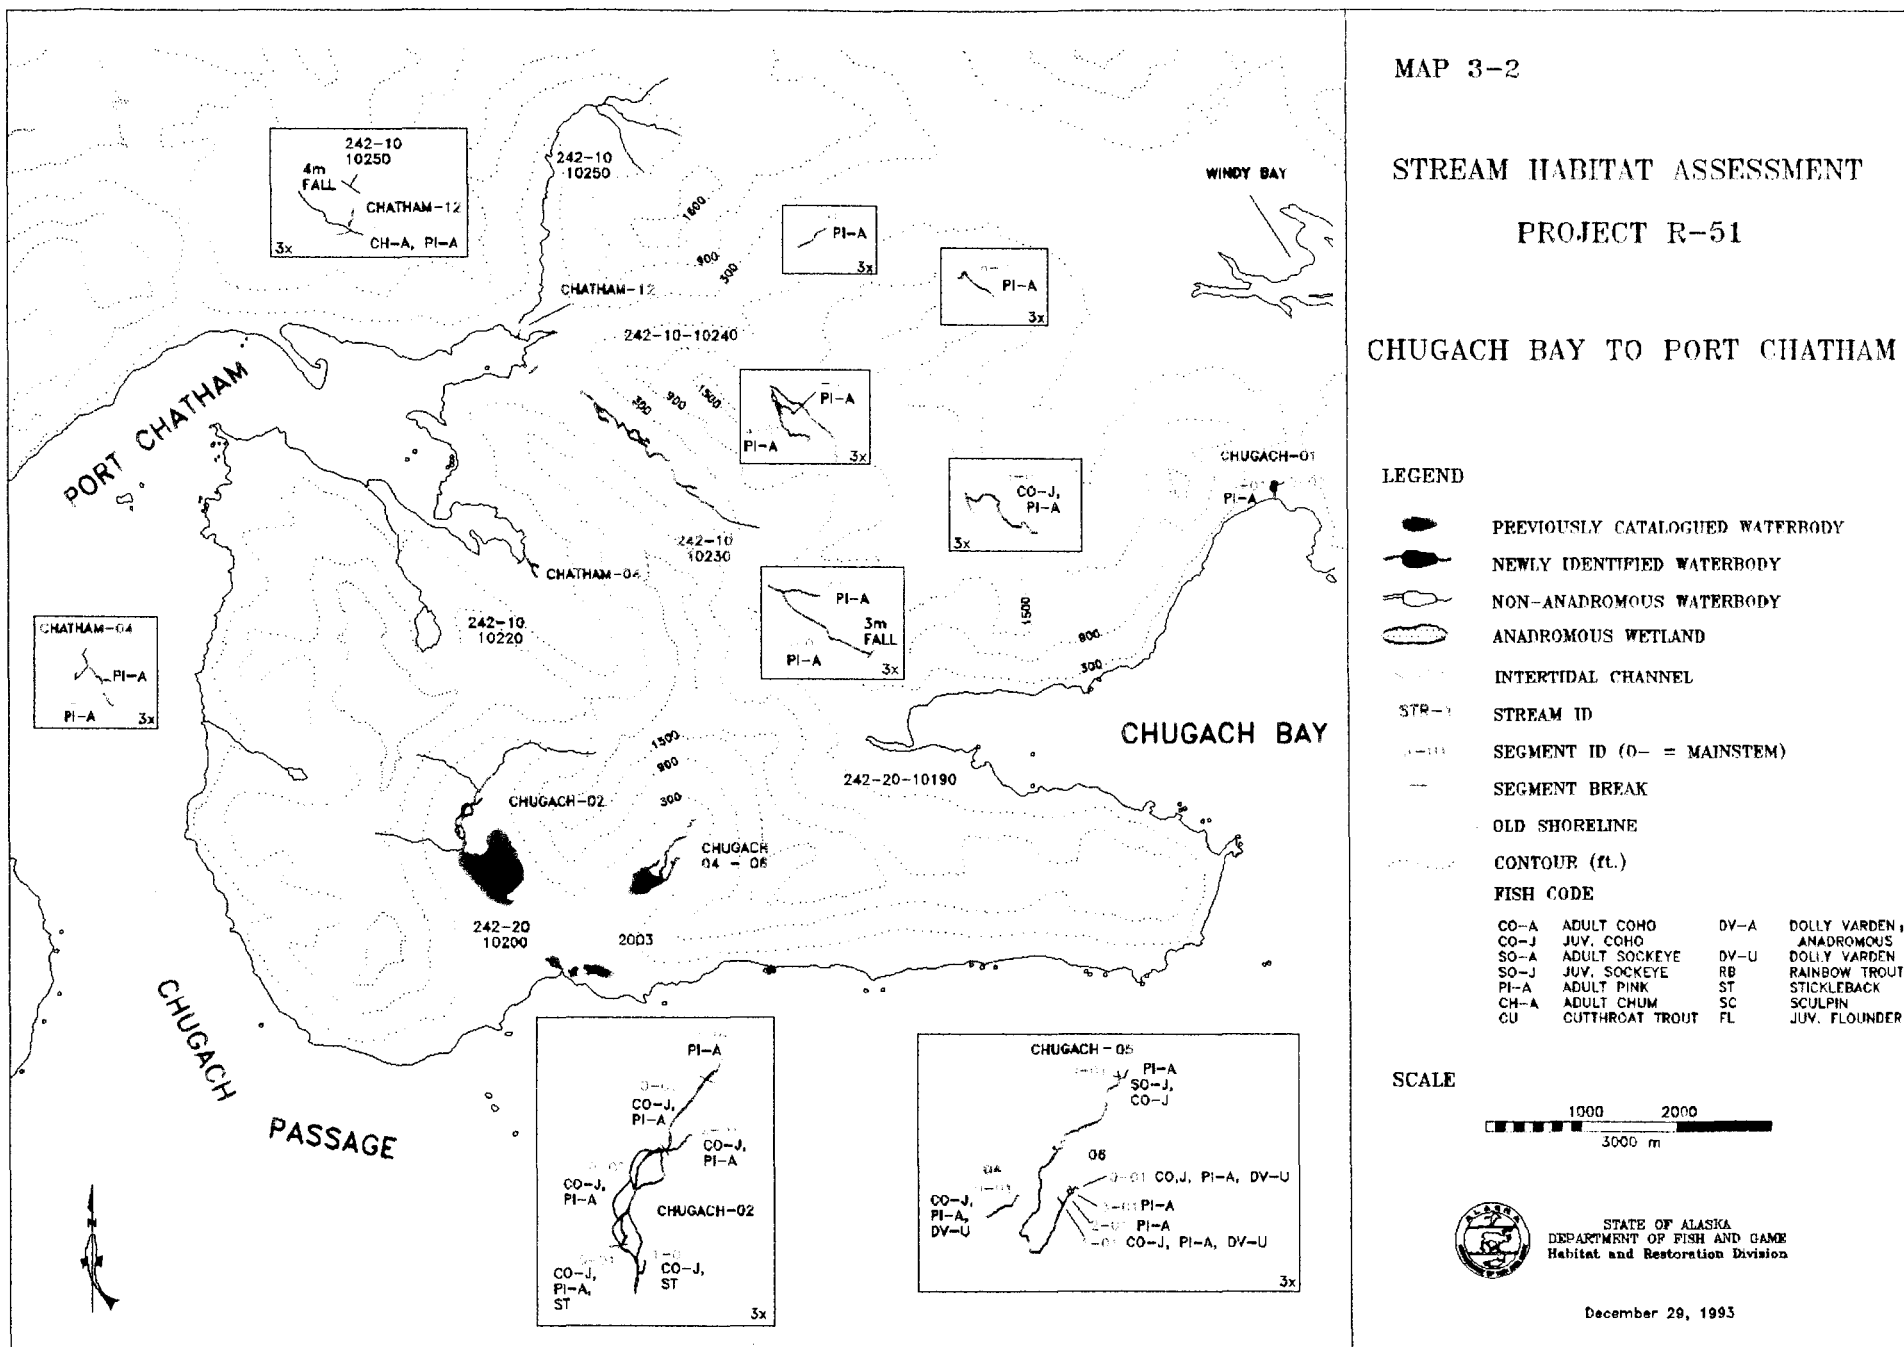 MAP 3-2
STREAM HABITAT ASSESSMENT
PROJECT R-51
CHUGACH BAY TO PORT CHATHAM
LEGEND
PREVIOUSLY CATALOGUED WATERBODY
NEWLY IDENTIFIED WATERBODY
NON-ANADROMOUS WATERBODY
ANADROMOUS WETLAND
INTERTIDAL CHANNEL
STREAM ID
SEGMENT ID (0- = MAINSTEM)
SEGMENT BREAK
OLD SHORELINE
CONTOUR (ft.)
FISH CODE
CO-A ADULT COHO DV-A DOLLY VARDEN,
CO-J JUV. COHO ANADROMOUS
SO-A ADULT SOCKEYE DV-U DOLLY VARDEN
SO-J JUV. SOCKEYE RB RAINBOW TROUT
PI-A ADULT PINK ST STICKLEBACK
CH-A ADULT CHUM SC SCULPIN
CU CUTTHROAT TROUT FL JUV. FLOUNDER
SCALE
1000 2000
3000 m
ALASKA
STATE OF ALASKA
DEPARTMENT OF FISH AND GAME
Habitat and Restoration Division
December 29, 1993
242-10
10250
4m
FALL
CHATHAM-12
CH-A, PI-A
3x
242-10
10250
1500
900
300
WINDY BAY
PI-A
3x
PI-A
3x
CHATHAM-12
242-10-10240
300
900
1500
PI-A
PI-A
3x
PORT CHATHAM
CHUGACH-01
PI-A
CO-J,
PI-A
3x
242-10
10230
CHATHAM-04
PI-A
3m
FALL
PI-A
3x
1500
900
300
242-10
10220
CHATHAM-04
PI-A
PI-A
3x
CHUGACH BAY
1500
900
300
242-20-10190
CHUGACH-02
CHUGACH
04 - 06
242-20
10200
2003
CHUGACH
PASSAGE
PI-A
CO-J,
PI-A
CO-J,
PI-A
CO-J,
PI-A
CHUGACH-02
CO-J,
PI-A,
ST
CO-J,
ST
3x
CHUGACH-05
PI-A
SO-J,
CO-J
04
06
CO-J,
PI-A,
DV-U
0-01 CO,J, PI-A, DV-U
PI-A
PI-A
CO-J, PI-A, DV-U
3x